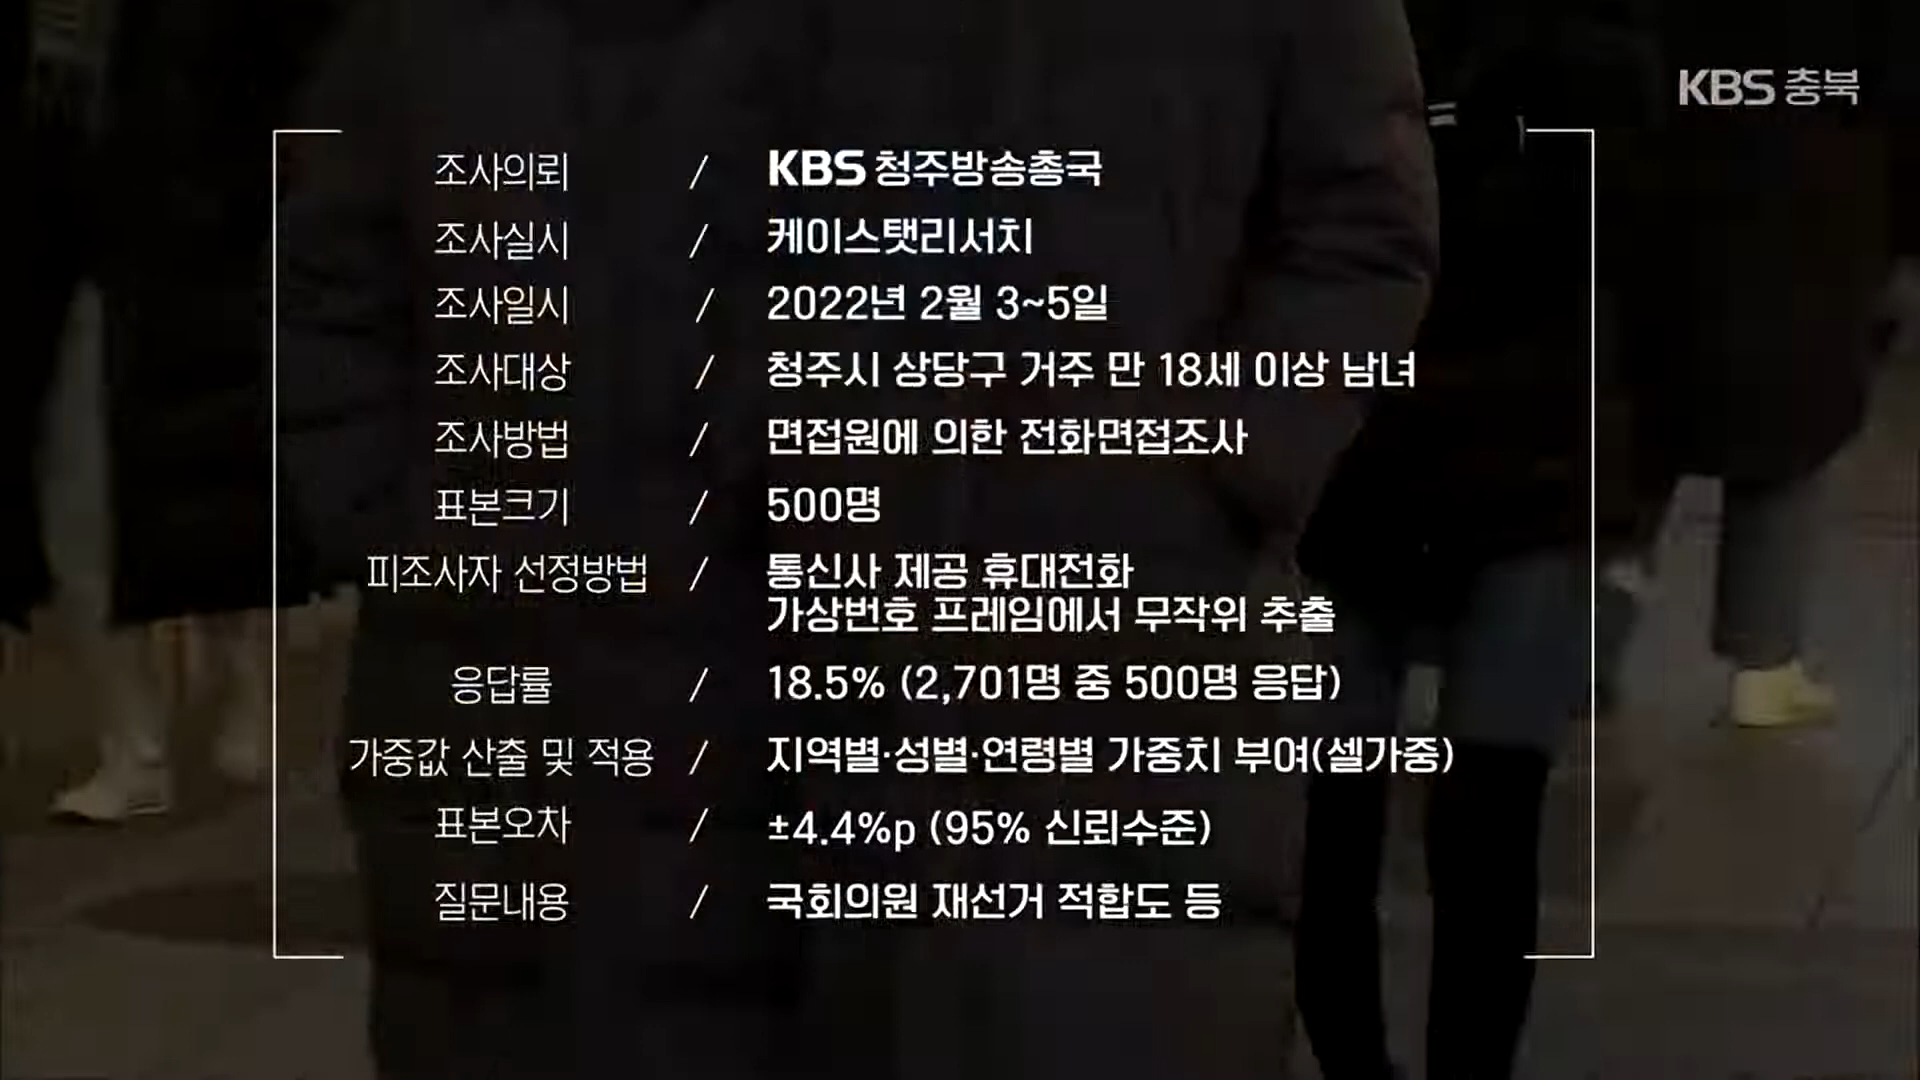 KBS 충북
조사의뢰 / KBS 청주방송총국
조사실시 / 케이스탯리서치
조사일시 / 2022년 2월 3~5일
조사대상 / 청주시 상당구 거주 만 18세 이상 남녀
조사방법 / 면접원에 의한 전화면접조사
표본크기 / 500명
피조사자 선정방법 / 통신사 제공 휴대전화
가상번호 프레임에서 무작위 추출
응답률 / 18.5% (2,701명 중 500명 응답)
가중값 산출 및 적용 / 지역별·성별·연령별 가중치 부여(셀가중)
표본오차 / ±4.4%p (95% 신뢰수준)
질문내용 / 국회의원 재선거 적합도 등